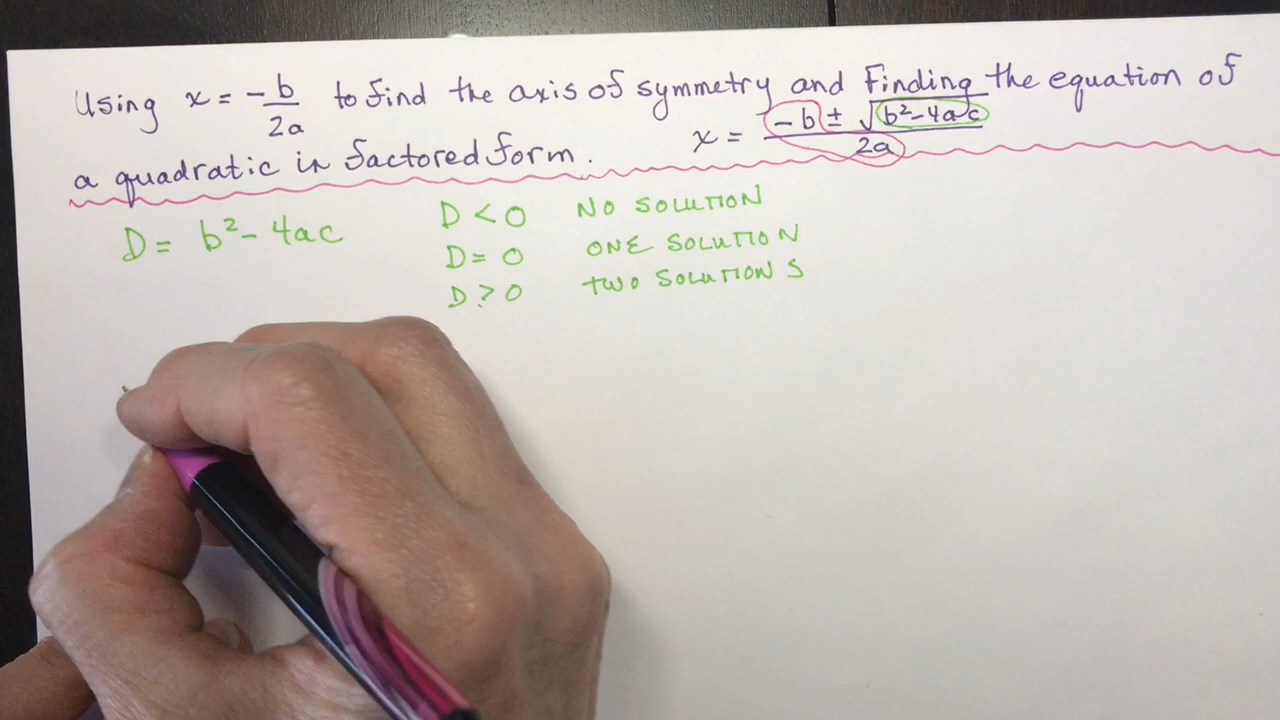 Using x = -b/2a to find the axis of symmetry and Finding the equation of
a quadratic in factored form. x = -b ± √b²-4ac/2a
D = b² - 4ac D < 0 NO SOLUTION
D = 0 ONE SOLUTION
D > 0 TWO SOLUTIONS